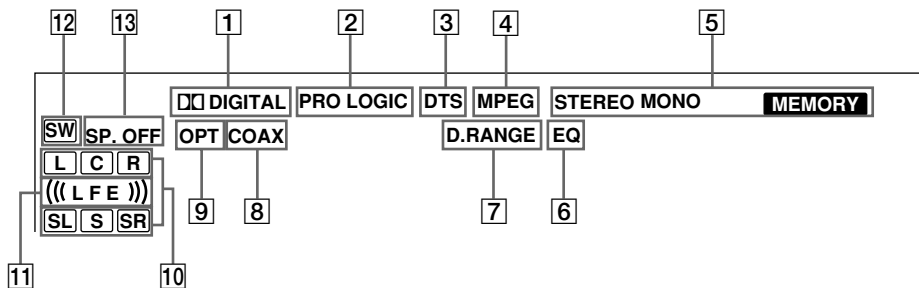 12 13 1 2 3 4 5
DIGITAL PRO LOGIC DTS MPEG STEREO MONO MEMORY
SW SP. OFF OPT COAX D.RANGE EQ
L C R
((( L F E )))
9 8 7 6
SL S SR
11 10